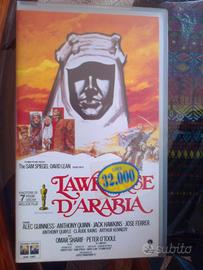 The SAM SPIEGEL · DAVID LEAN
LAWRENCE
32.000
D'ARABIA
7
ALEC GUINNESS · ANTHONY QUINN · JACK HAWKINS · JOSE FERRER
ANTHONY QUAYLE · CLAUDE RAINS · ARTHUR KENNEDY
OMAR SHARIF · PETER O'TOOLE
subito